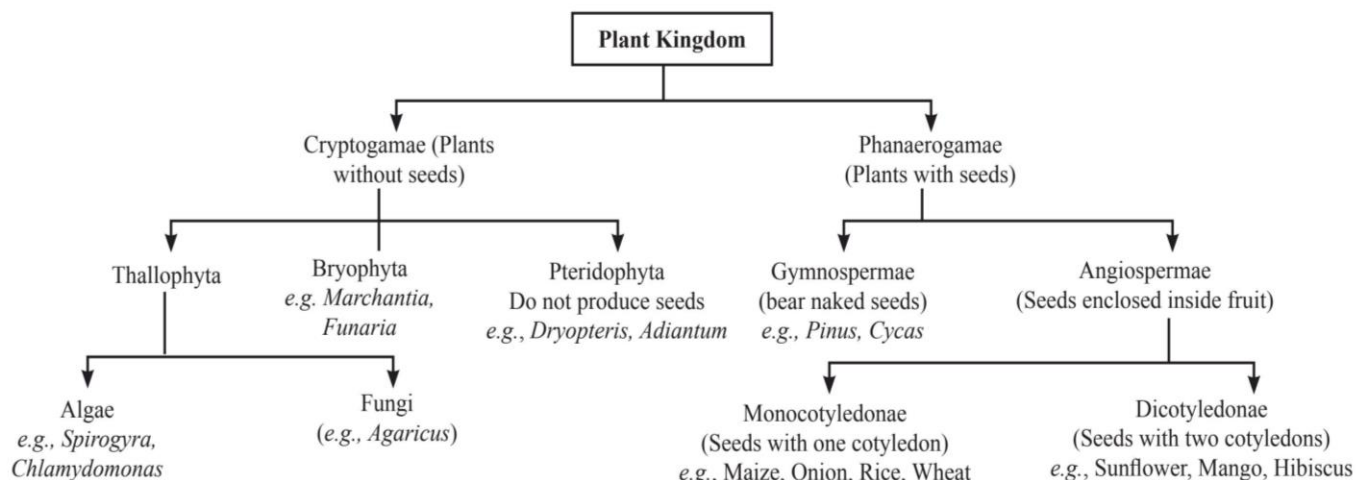 Plant Kingdom
Cryptogamae (Plants
without seeds)
Phanaerogamae
(Plants with seeds)
Thallophyta
Bryophyta
e.g. Marchantia,
Funaria
Pteridophyta
Do not produce seeds
e.g., Dryopteris, Adiantum
Gymnospermae
(bear naked seeds)
e.g., Pinus, Cycas
Angiospermae
(Seeds enclosed inside fruit)
Algae
e.g., Spirogyra,
Chlamydomonas
Fungi
(e.g., Agaricus)
Monocotyledonae
(Seeds with one cotyledon)
e.g., Maize, Onion, Rice, Wheat
Dicotyledonae
(Seeds with two cotyledons)
e.g., Sunflower, Mango, Hibiscus